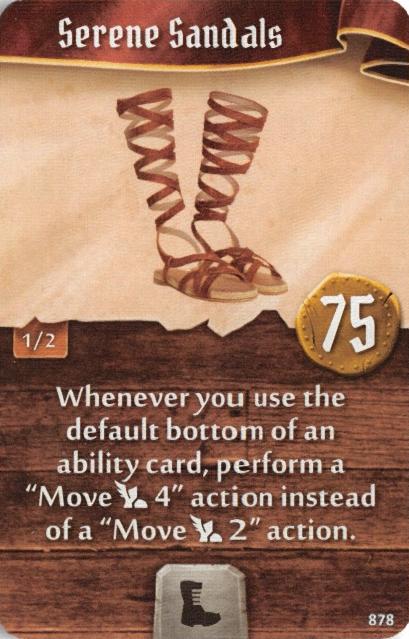 Serene Sandals
75
1/2
Whenever you use the
default bottom of an
ability card, perform a
“Move 4” action instead
of a “Move 2” action.
878